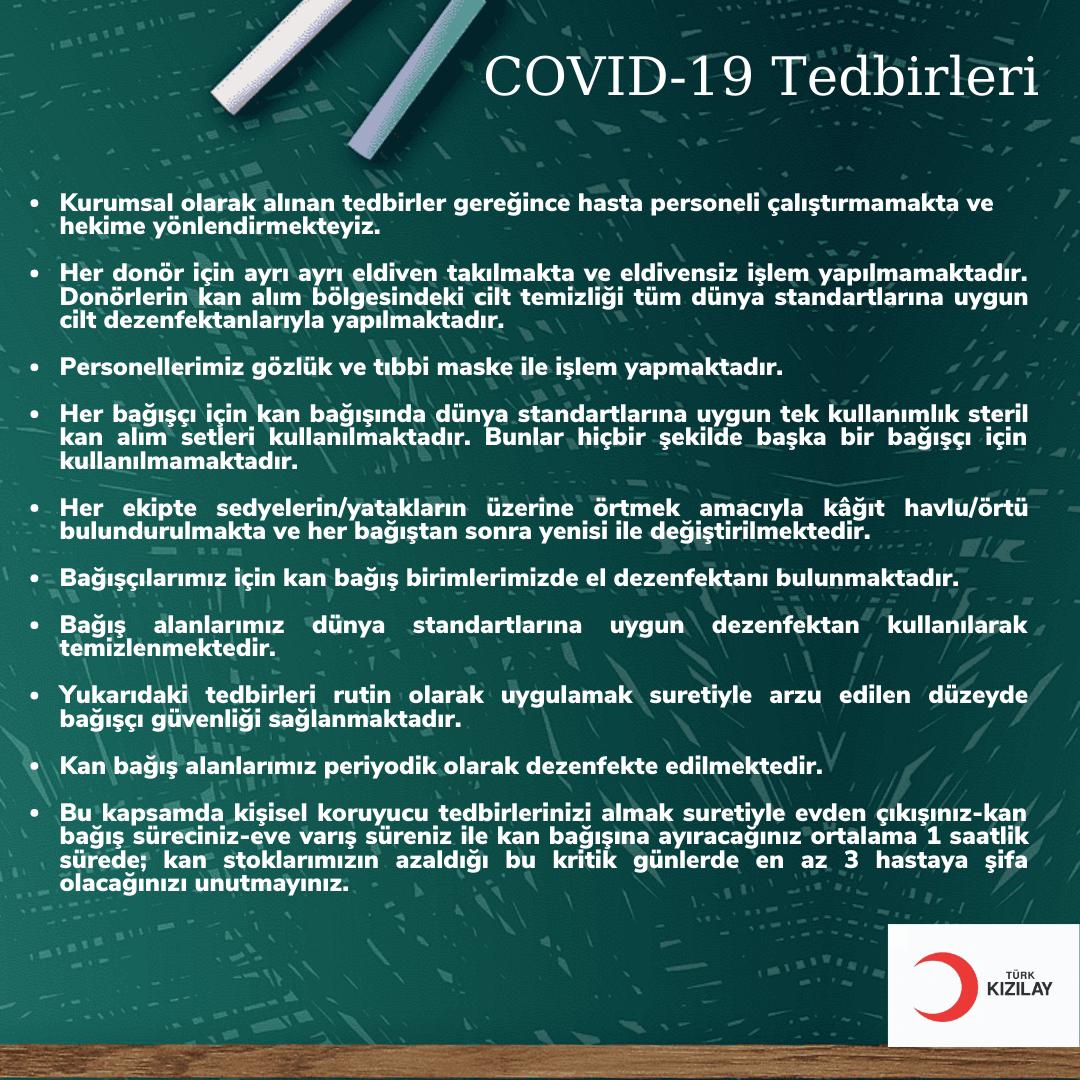 COVID-19 Tedbirleri
• Kurumsal olarak alınan tedbirler gereğince hasta personeli çalıştırmamakta ve
hekime yönlendirmekteyiz.
• Her donör için ayrı ayrı eldiven takılmakta ve eldivensiz işlem yapılmamaktadır.
Donörlerin kan alım bölgesindeki cilt temizliği tüm dünya standartlarına uygun
cilt dezenfektanlarıyla yapılmaktadır.
• Personellerimiz gözlük ve tıbbi maske ile işlem yapmaktadır.
• Her bağışçı için kan bağışında dünya standartlarına uygun tek kullanımlık steril
kan alım setleri kullanılmaktadır. Bunlar hiçbir şekilde başka bir bağışçı için
kullanılmamaktadır.
• Her ekipte sedyelerin/yatakların üzerine örtmek amacıyla kâğıt havlu/örtü
bulundurulmakta ve her bağıştan sonra yenisi ile değiştirilmektedir.
• Bağışçılarımız için kan bağış birimlerimizde el dezenfektanı bulunmaktadır.
• Bağış alanlarımız dünya standartlarına uygun dezenfektan kullanılarak
temizlenmektedir.
• Yukarıdaki tedbirleri rutin olarak uygulamak suretiyle arzu edilen düzeyde
bağışçı güvenliği sağlanmaktadır.
• Kan bağış alanlarımız periyodik olarak dezenfekte edilmektedir.
• Bu kapsamda kişisel koruyucu tedbirlerinizi almak suretiyle evden çıkışınız-kan
bağış süreciniz-eve varış süreniz ile kan bağışına ayıracağınız ortalama 1 saatlik
sürede; kan stoklarımızın azaldığı bu kritik günlerde en az 3 hastaya şifa
olacağınızı unutmayınız.
TÜRK
KIZILAY